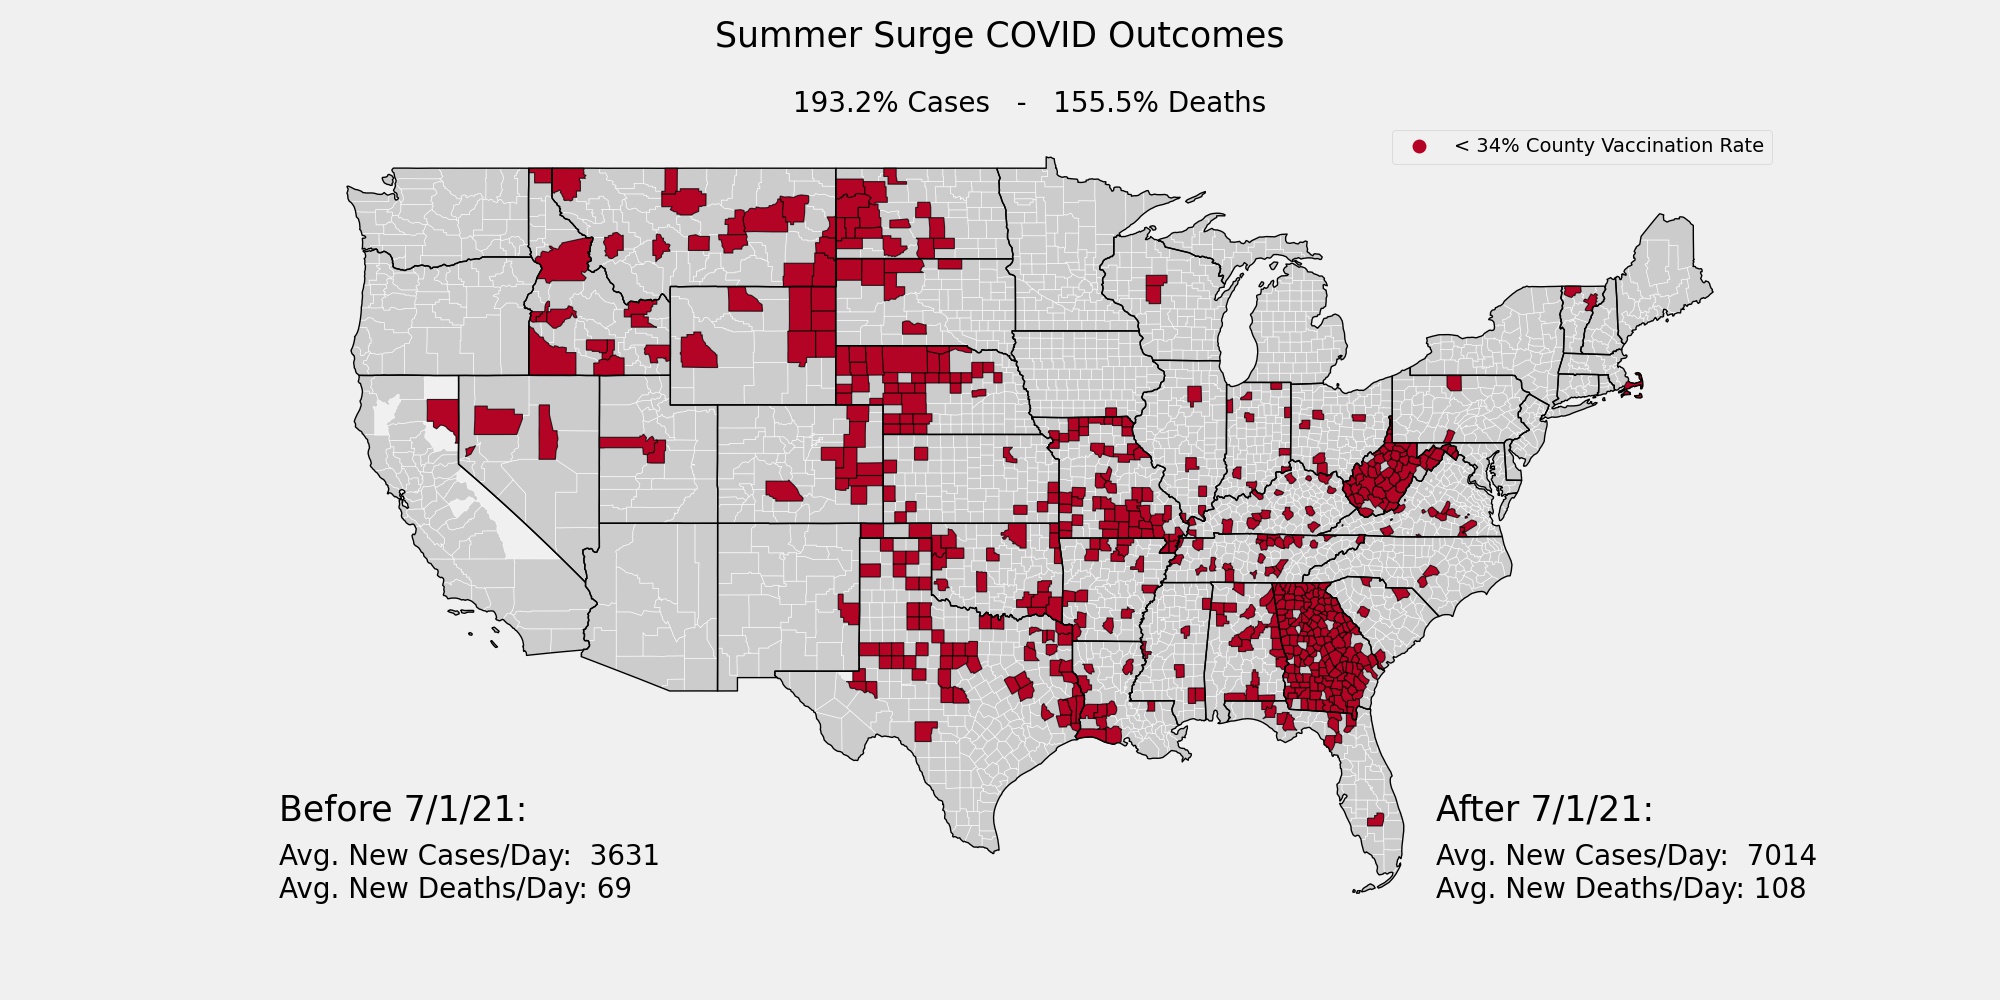 Summer Surge COVID Outcomes
193.2% Cases - 155.5% Deaths
< 34% County Vaccination Rate
Before 7/1/21:
Avg. New Cases/Day: 3631
Avg. New Deaths/Day: 69
After 7/1/21:
Avg. New Cases/Day: 7014
Avg. New Deaths/Day: 108